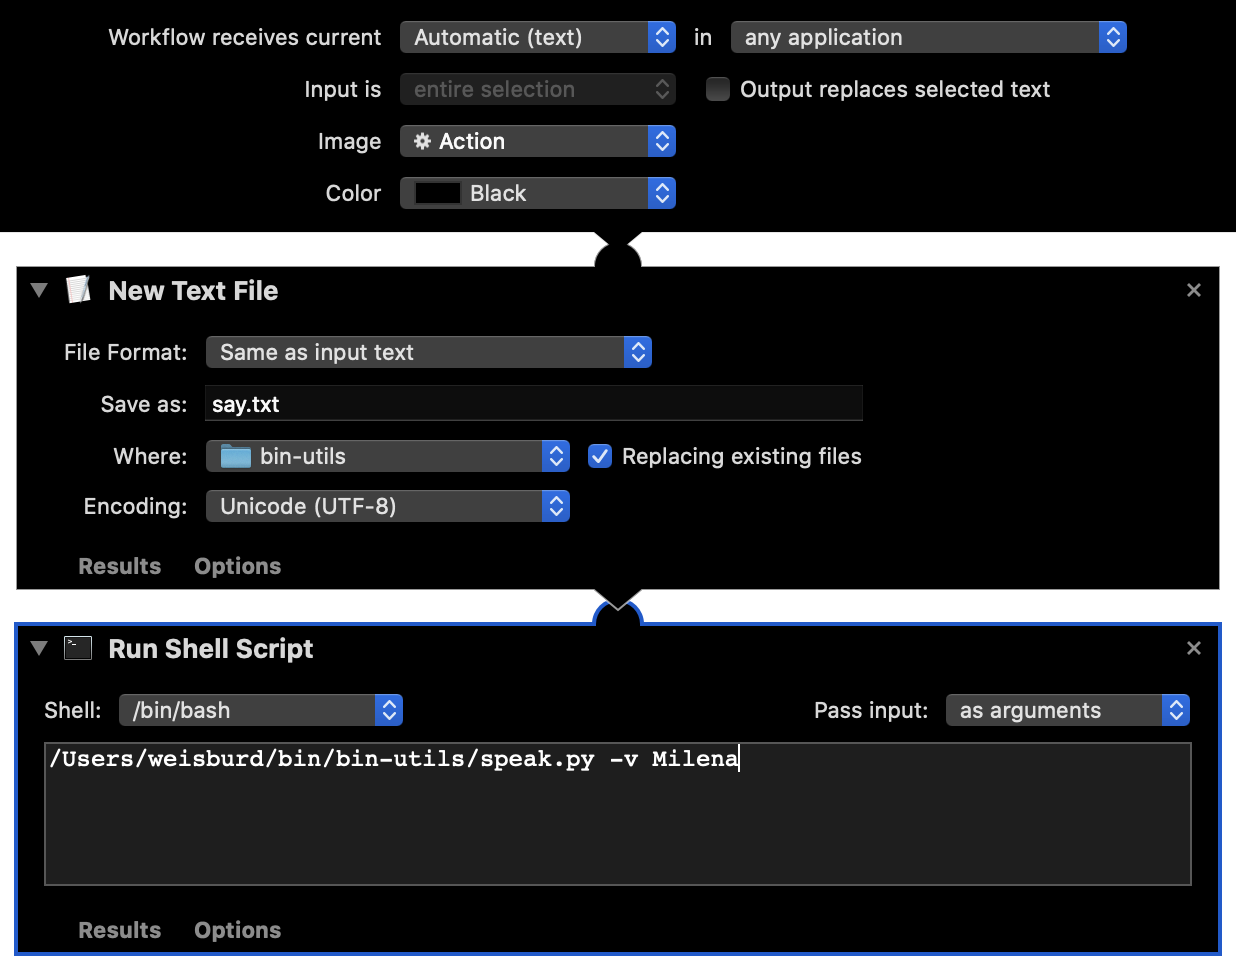 Workflow receives current Automatic (text) in any application
Input is entire selection Output replaces selected text
Image Action
Color Black
New Text File
File Format: Same as input text
Save as: say.txt
Where: bin-utils Replacing existing files
Encoding: Unicode (UTF-8)
Results Options
Run Shell Script
Shell: /bin/bash Pass input: as arguments
/Users/weisburd/bin/bin-utils/speak.py -v Milena
Results Options